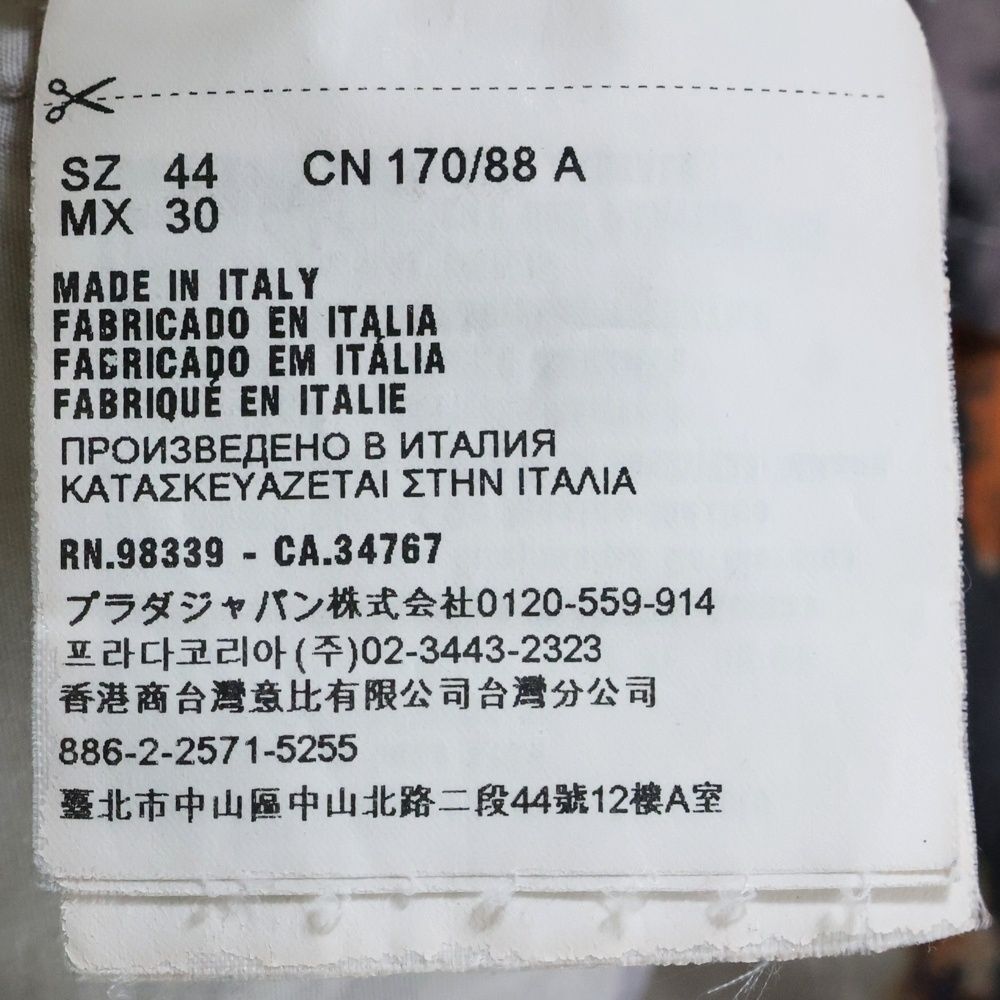 SZ 44 CN 170/88 A
MX 30
MADE IN ITALY
FABRICADO EN ITALIA
FABRICADO EM ITÁLIA
FABRIQUÉ EN ITALIE
ПРОИЗВЕДЕНО В ИТАЛИЯ
ΚΑΤΑΣΚΕΥΑΖΕΤΑΙ ΣΤΗΝ ΙΤΑΛΙΑ
RN.98339 - CA.34767
プラダジャパン株式会社0120-559-914
프라다코리아(주)02-3443-2323
香港商台灣意比有限公司台灣分公司
886-2-2571-5255
臺北市中山區中山北路二段44號12樓A室